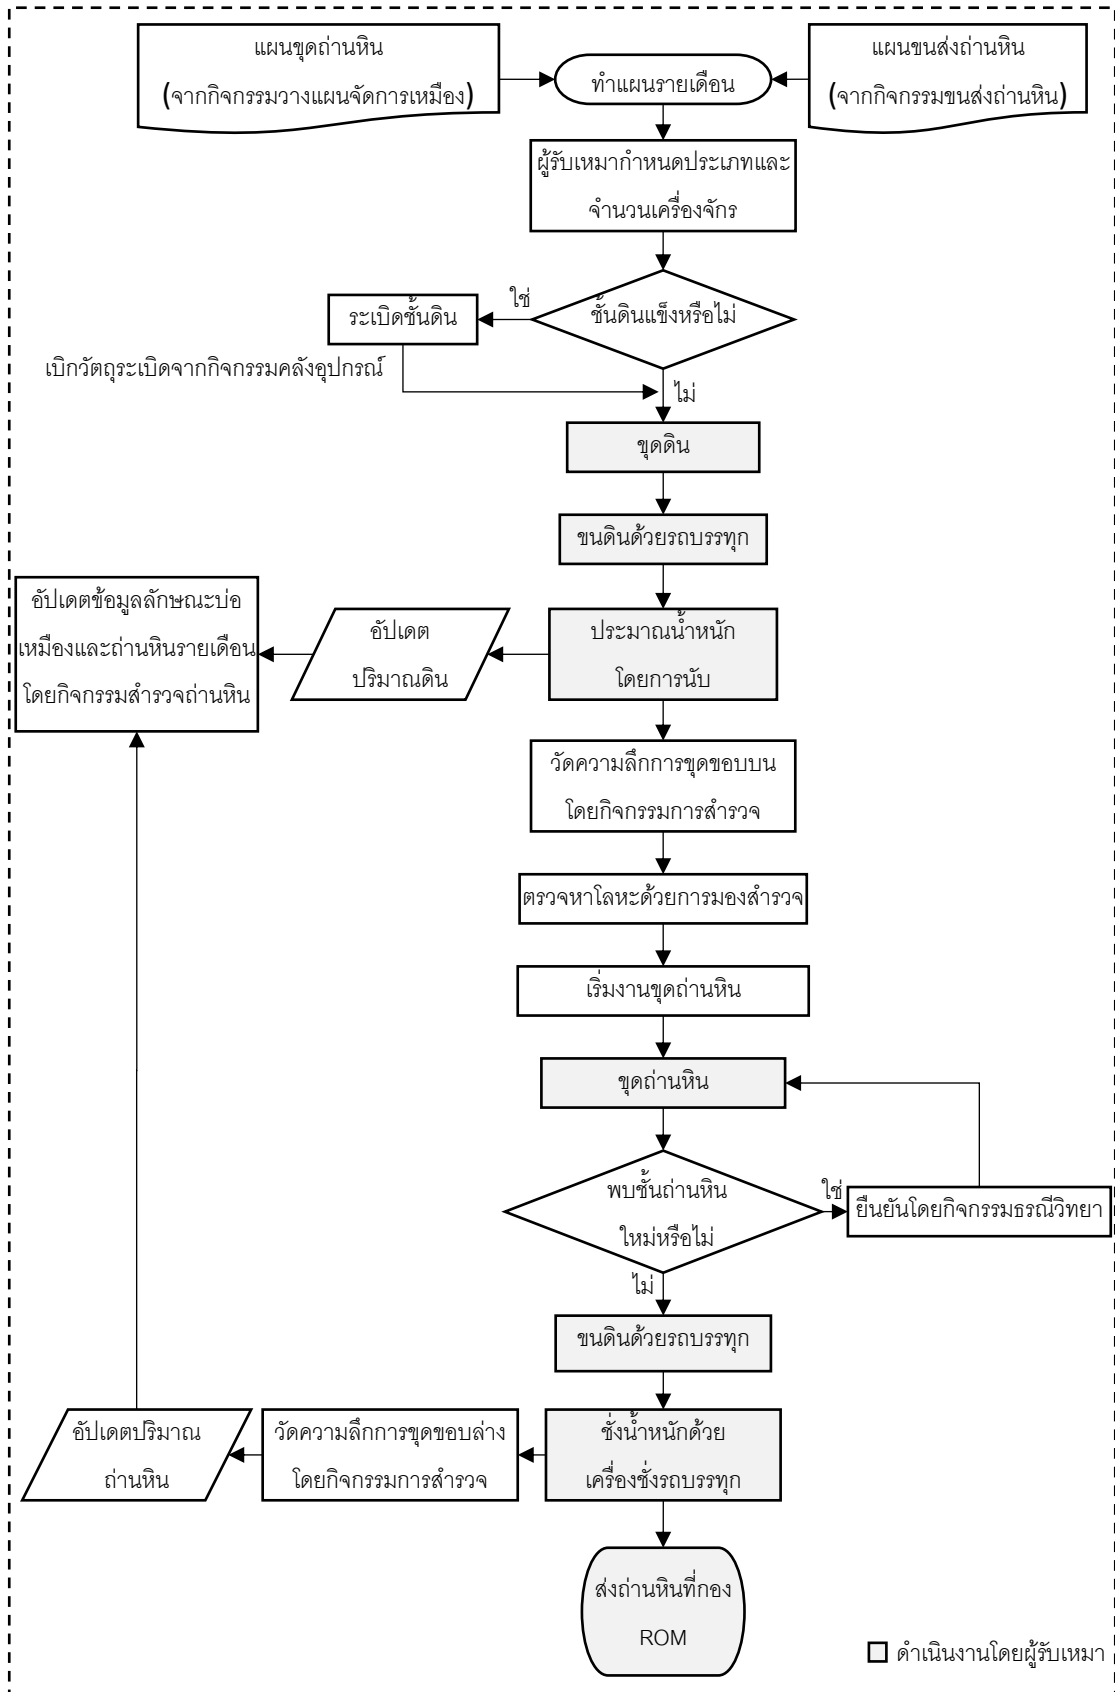 แผนขุดถ่านหิน
(จากกิจกรรมวางแผนจัดการเหมือง)
ทำแผนรายเดือน
แผนขนส่งถ่านหิน
(จากกิจกรรมขนส่งถ่านหิน)
ผู้รับเหมากำหนดประเภทและ
จำนวนเครื่องจักร
ชั้นดินแข็งหรือไม่
ใช่
ระเบิดชั้นดิน
เบิกวัตถุระเบิดจากกิจกรรมคลังอุปกรณ์
ไม่
ขุดดิน
ขนดินด้วยรถบรรทุก
ประมาณน้ำหนัก
โดยการนับ
อัปเดต
ปริมาณดิน
อัปเดตข้อมูลลักษณะบ่อ
เหมืองและถ่านหินรายเดือน
โดยกิจกรรมสำรวจถ่านหิน
วัดความลึกการขุดขอบบน
โดยกิจกรรมการสำรวจ
ตรวจหาโลหะด้วยการมองสำรวจ
เริ่มงานขุดถ่านหิน
ขุดถ่านหิน
พบชั้นถ่านหิน
ใหม่หรือไม่
ใช่
ยืนยันโดยกิจกรรมธรณีวิทยา
ไม่
ขนดินด้วยรถบรรทุก
ชั่งน้ำหนักด้วย
เครื่องชั่งรถบรรทุก
วัดความลึกการขุดขอบล่าง
โดยกิจกรรมการสำรวจ
อัปเดตปริมาณ
ถ่านหิน
ส่งถ่านหินที่กอง
ROM
ดำเนินงานโดยผู้รับเหมา